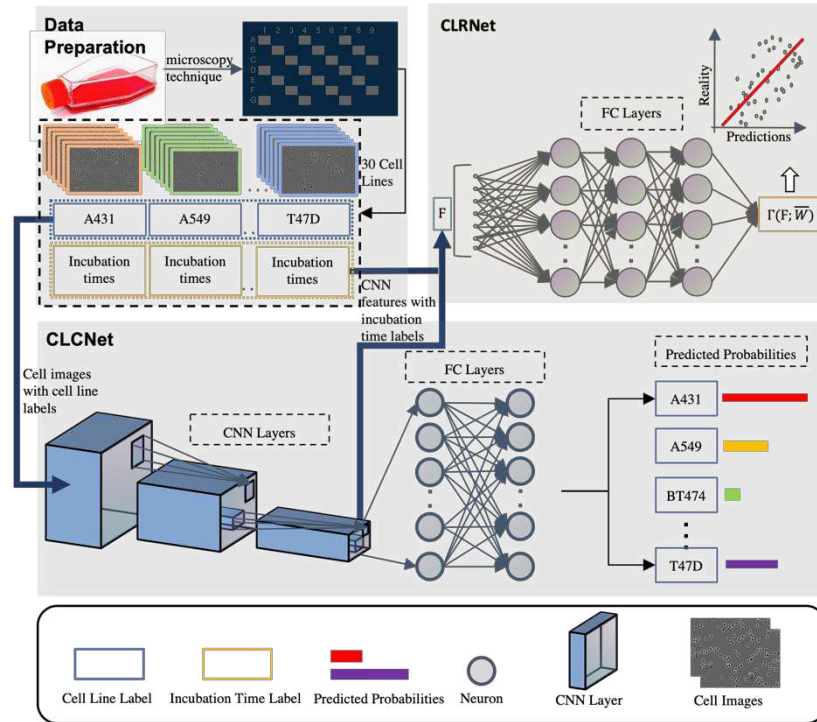 Data
Preparation
microscopy
technique
1 2 3 4 5 6 7 8 9
A
B
C
D
E
F
G
30 Cell
Lines
A431
A549
..
T47D
Incubation
times
Incubation
times
..
Incubation
times
CNN
features with
incubation
time labels
CLRNet
FC Layers
F
Reality
Predictions
Γ(F; W̅)
CLCNet
Cell images
with cell line
labels
CNN Layers
FC Layers
Predicted Probabilities
A431
A549
BT474
T47D
Cell Line Label
Incubation Time Label
Predicted Probabilities
Neuron
CNN Layer
Cell Images